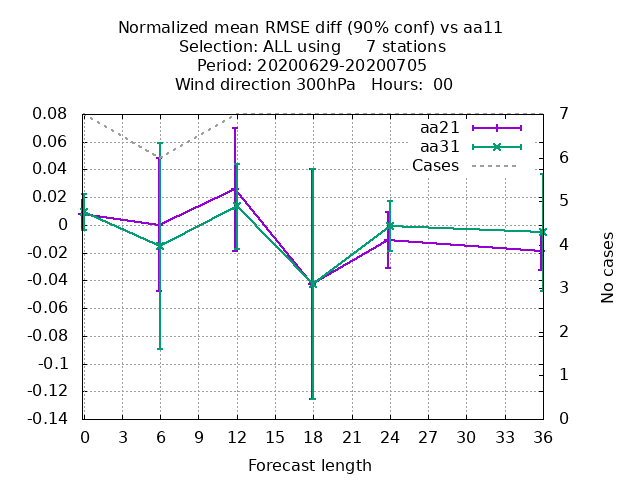 Normalized mean RMSE diff (90% conf) vs aa11
Selection: ALL using     7 stations
Period: 20200629-20200705
Wind direction 300hPa   Hours:  00
aa21
aa31
Cases
0.08
0.06
0.04
0.02
0
-0.02
-0.04
-0.06
-0.08
-0.1
-0.12
-0.14
7
6
5
4
3
2
1
0
No cases
0 3 6 9 12 15 18 21 24 27 30 33 36
Forecast length